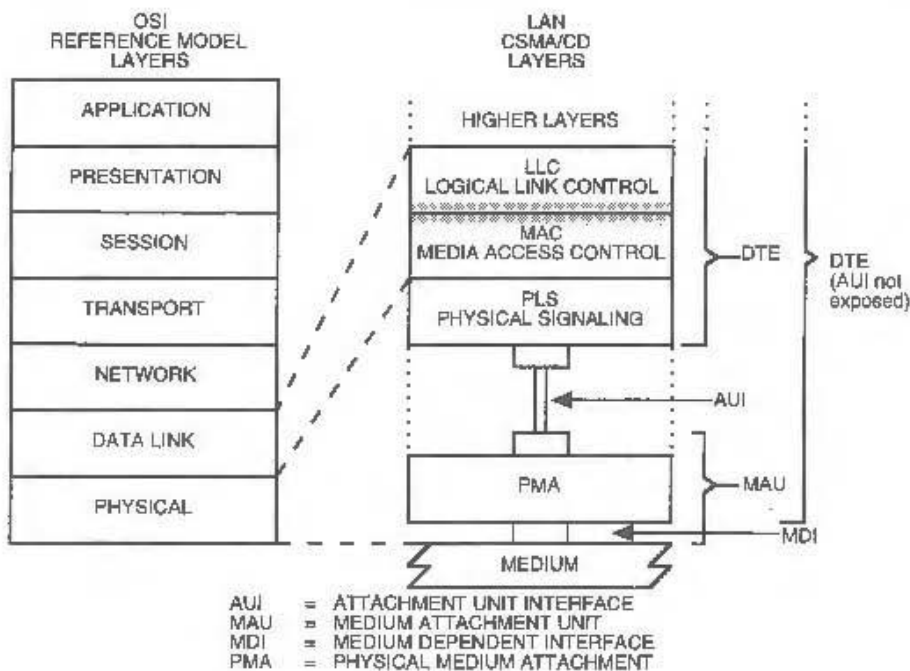 OSI
REFERENCE MODEL
LAYERS
APPLICATION
PRESENTATION
SESSION
TRANSPORT
NETWORK
DATA LINK
PHYSICAL
LAN
CSMA/CD
LAYERS
HIGHER LAYERS
LLC
LOGICAL LINK CONTROL
MAC
MEDIA ACCESS CONTROL
PLS
PHYSICAL SIGNALING
PMA
MEDIUM
DTE
AUI
MAU
MDI
DTE
(AUI not
exposed)
AUI = ATTACHMENT UNIT INTERFACE
MAU = MEDIUM ATTACHMENT UNIT
MDI = MEDIUM DEPENDENT INTERFACE
PMA = PHYSICAL MEDIUM ATTACHMENT